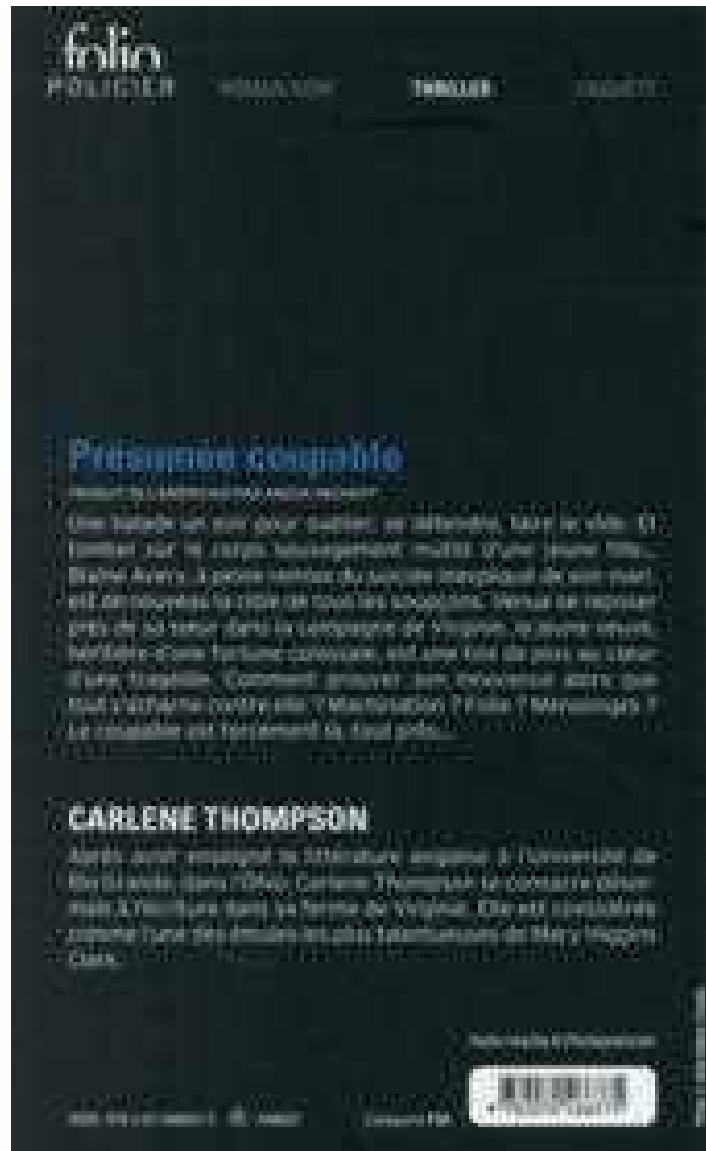 folio
POLICIER THRILLER
Présumée coupable
Une balade un soir pour oublier, se détendre, faire le vide. Et
tomber sur le corps sauvagement mutilé d'une jeune fille...
à peine remise du suicide inexpliqué de son mari,
est de nouveau la cible de tous les soupçons. Venue se reposer
près de sa sœur dans la campagne de Virginie, la jeune veuve,
héritière d'une fortune colossale, est une fois de plus au cœur
d'une tragédie. Comment prouver son innocence alors que
tout s'acharne contre elle ? Machination ? Folie ? Mensonges ?
Le coupable est forcément là, tout près...
CARLENE THOMPSON
Après avoir enseigné la littérature anglaise à l'université de
Rio Grande, dans l'Ohio, Carlene Thompson se consacre désor-
mais à l'écriture dans sa ferme de Virginie. Elle est considérée
comme l'une des émules les plus talentueuses de Mary Higgins
Clark.